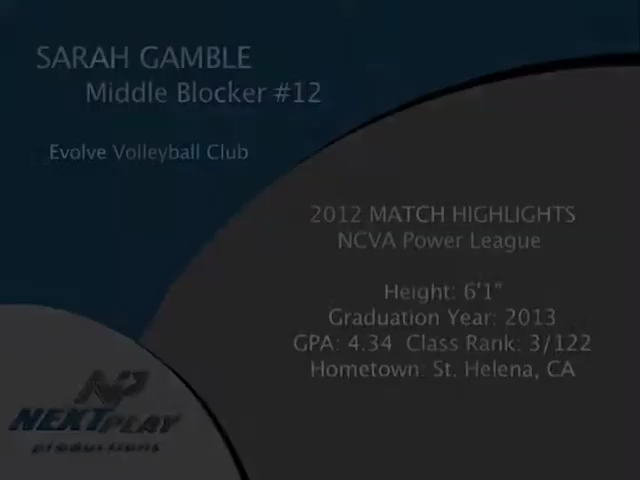 SARAH GAMBLE
Middle Blocker #12
Evolve Volleyball Club
2012 MATCH HIGHLIGHTS
NCVA Power League
Height: 6'1"
Graduation Year: 2013
GPA: 4.34 Class Rank: 3/122
Hometown: St. Helena, CA
NP
NEXTPLAY
productions